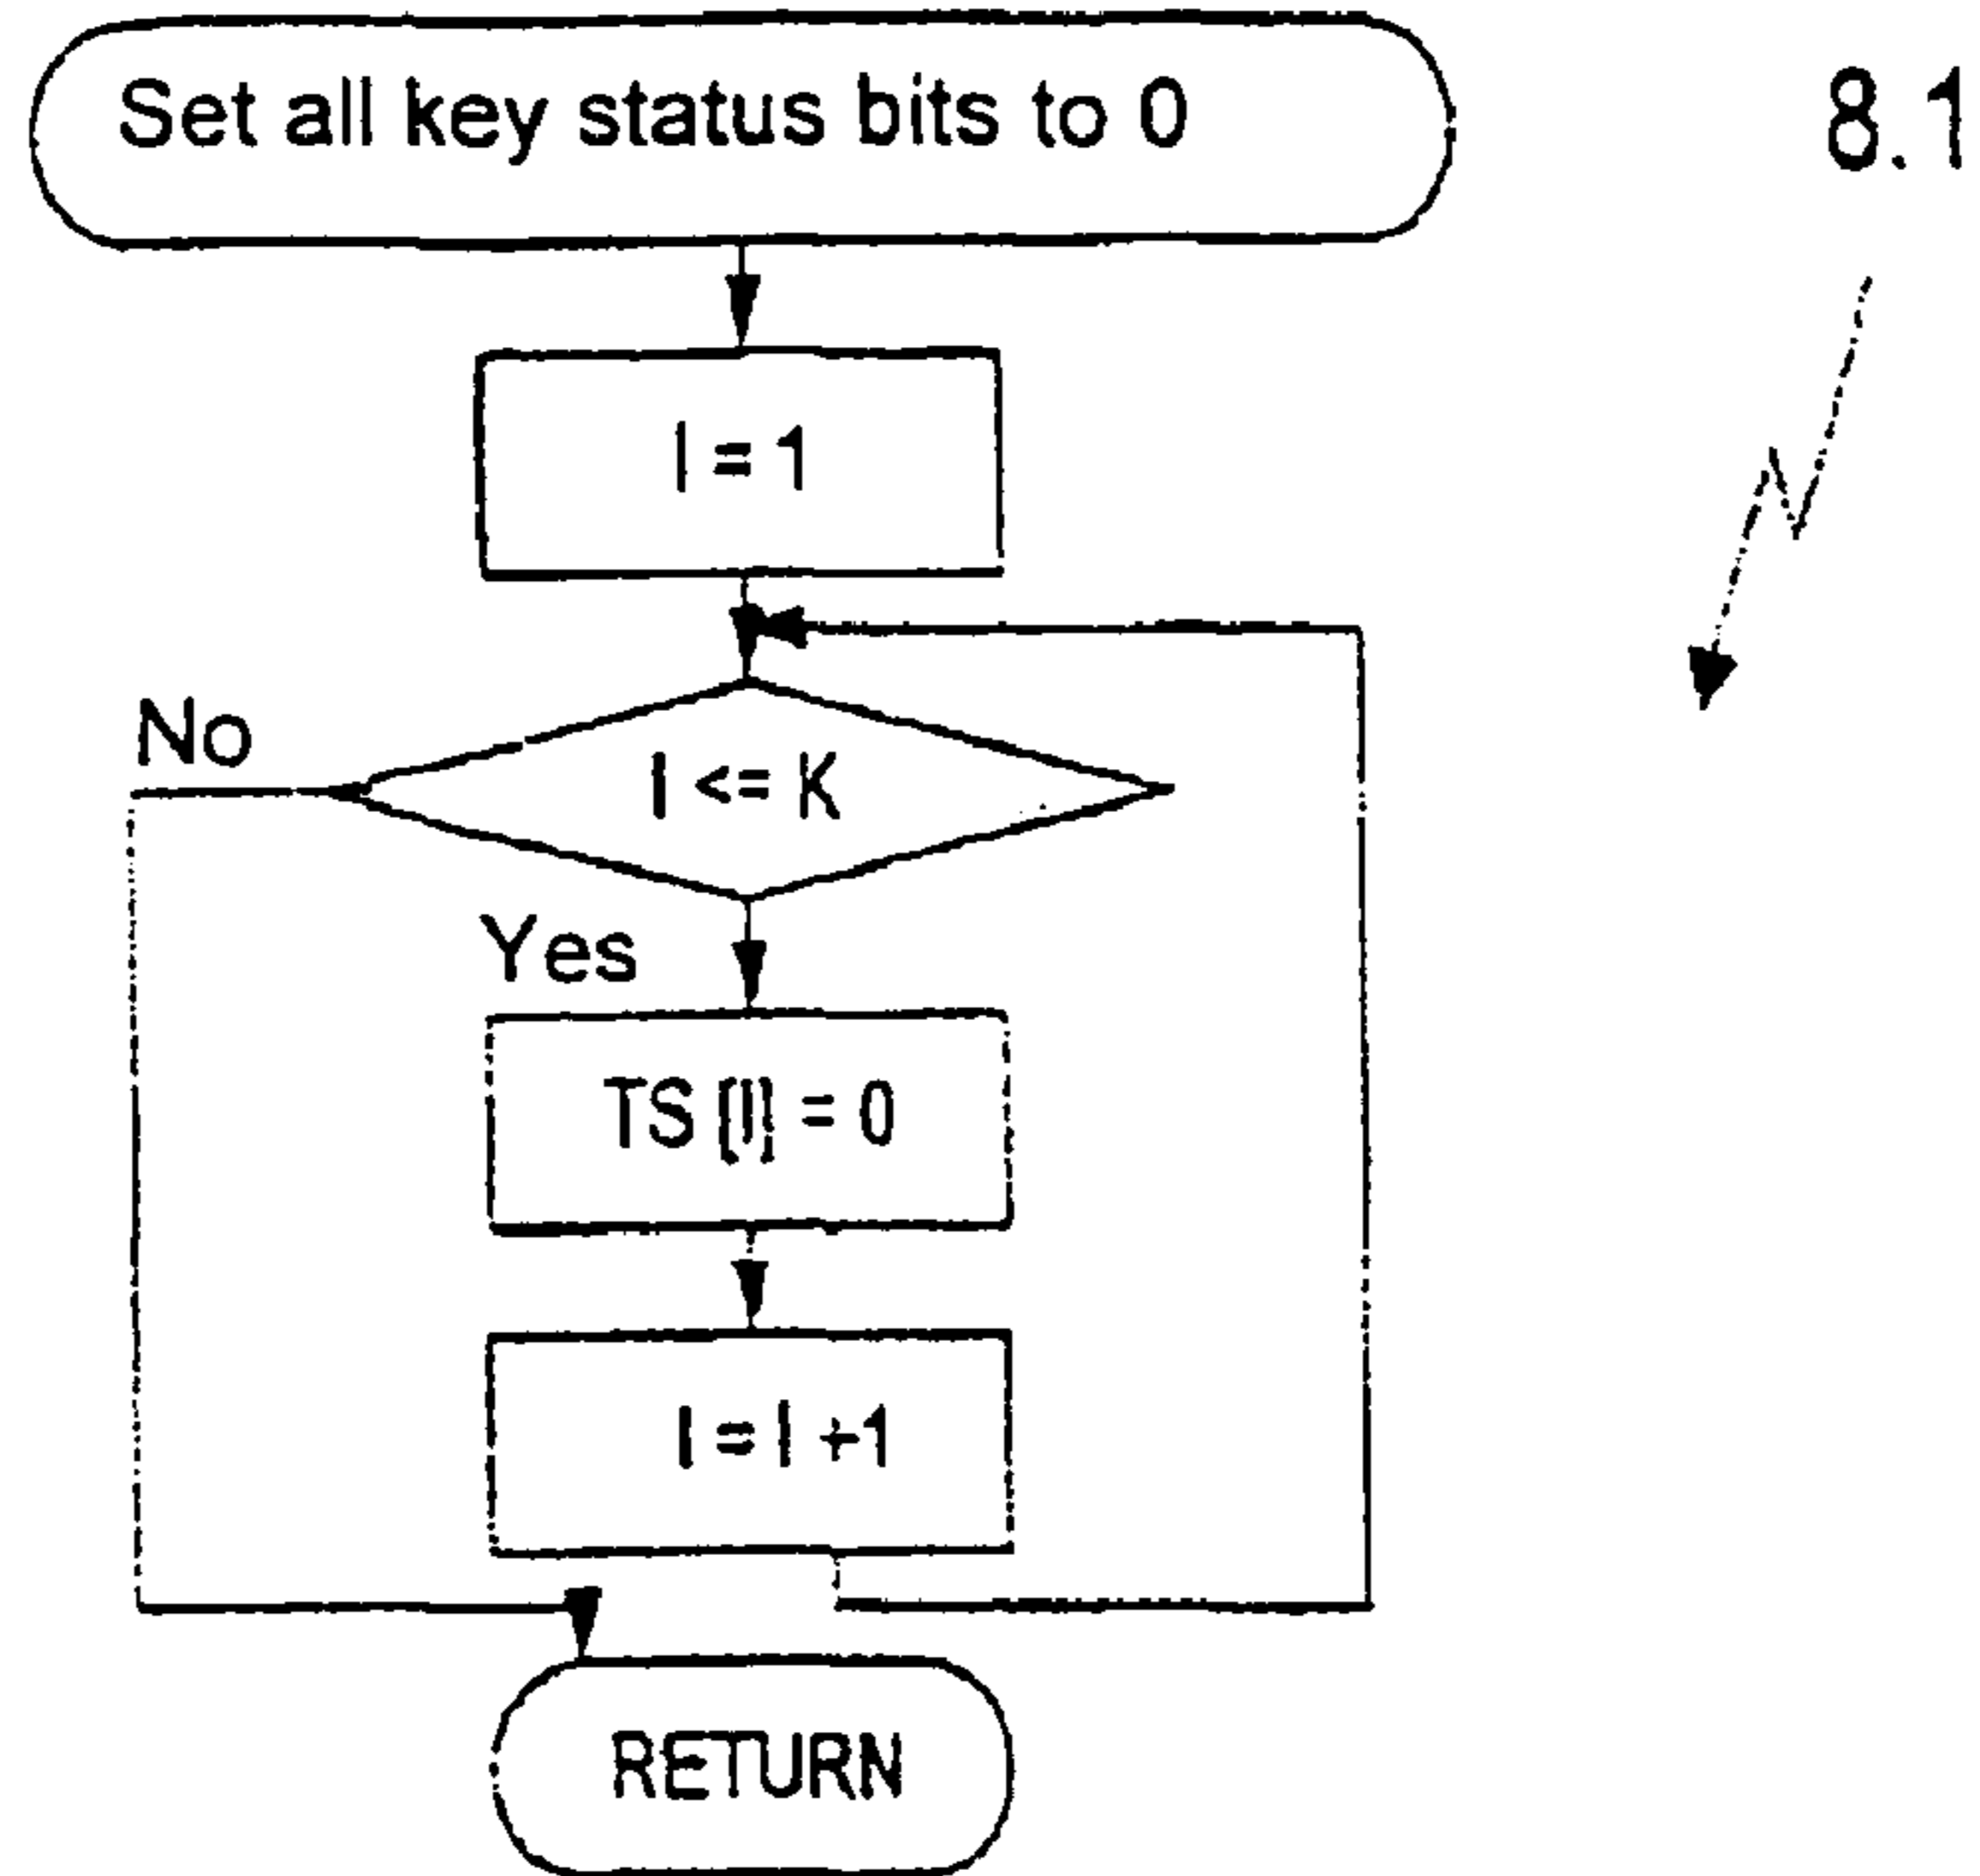 Set all key status bits to 0
8.1
I = 1
No
I <= K
Yes
TS [I] = 0
I = I +1
RETURN